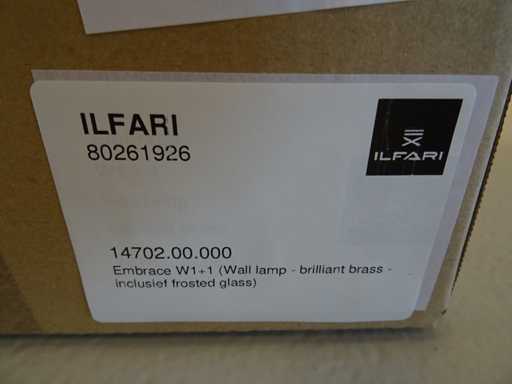 ILFARI
80261926
ILFARI
14702.00.000
Embrace W1+1 (Wall lamp - brilliant brass -
inclusief frosted glass)